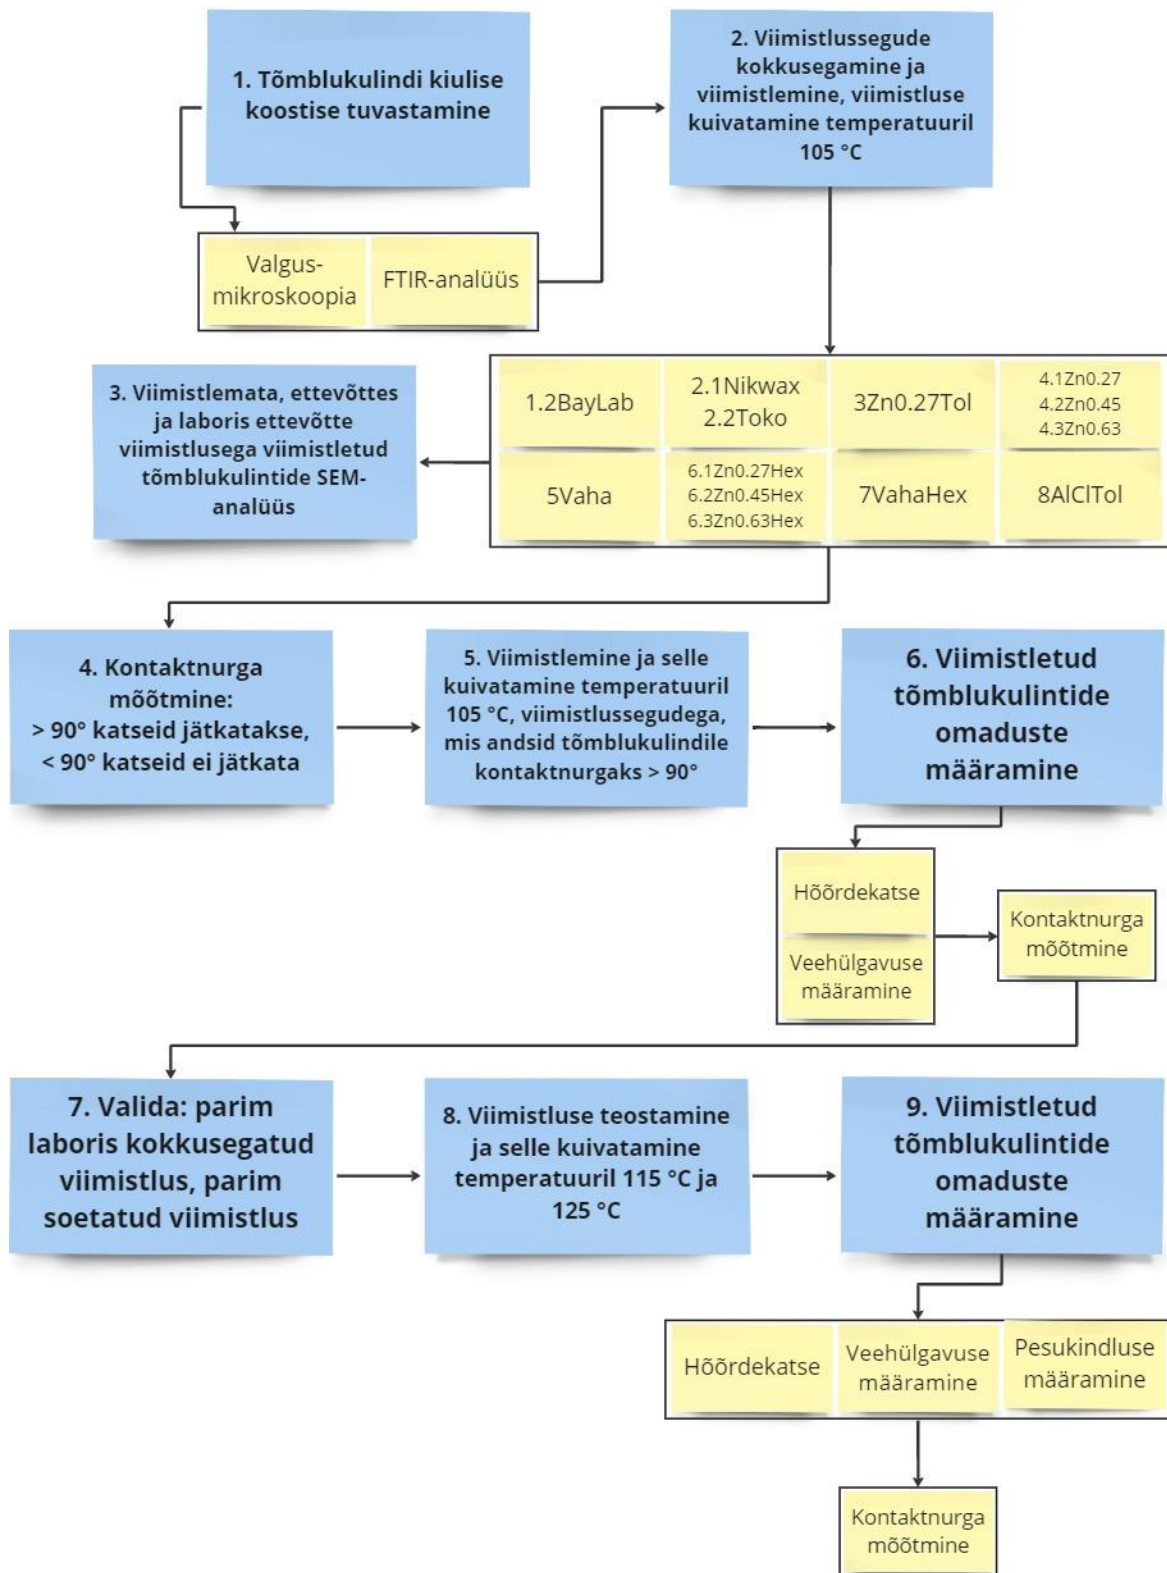 1. Tõmblukulindi kiulise
koostise tuvastamine
2. Viimistlussegude
kokkusegamine ja
viimistlemine, viimistluse
kuivatamine temperatuuril
105 °C
Valgus-
mikroskoopia
FTIR-analüüs
3. Viimistlemata, ettevõttes
ja laboris ettevõtte
viimistlusega viimistletud
tõmblukulintide SEM-
analüüs
1.2BayLab
2.1Nikwax
2.2Toko
3Zn0.27Tol
4.1Zn0.27
4.2Zn0.45
4.3Zn0.63
5Vaha
6.1Zn0.27Hex
6.2Zn0.45Hex
6.3Zn0.63Hex
7VahaHex
8AlClTol
4. Kontaktnurga
mõõtmine:
> 90° katseid jätkatakse,
< 90° katseid ei jätkata
5. Viimistlemine ja selle
kuivatamine temperatuuril
105 °C, viimistlussegudega,
mis andsid tõmblukulindile
kontaktnurgaks > 90°
6. Viimistletud
tõmblukulintide
omaduste
määramine
Hõõrdekatse
Veehülgavuse
määramine
Kontaktnurga
mõõtmine
7. Valida: parim
laboris kokkusegatud
viimistlus, parim
soetatud viimistlus
8. Viimistluse teostamine
ja selle kuivatamine
temperatuuril 115 °C ja
125 °C
9. Viimistletud
tõmblukulintide
omaduste
määramine
Hõõrdekatse
Veehülgavuse
määramine
Pesukindluse
määramine
Kontaktnurga
mõõtmine